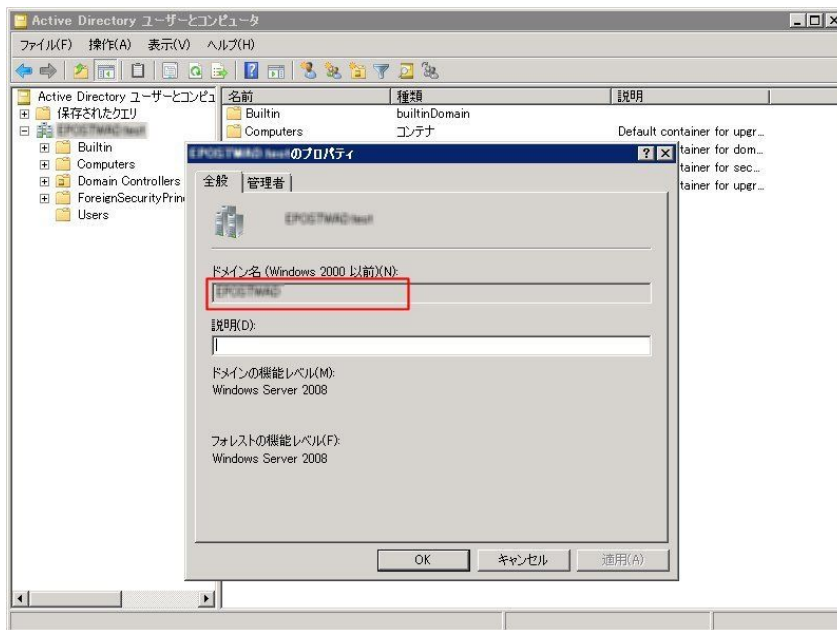 Active Directory ユーザーとコンピュータ
ファイル(F) 操作(A) 表示(V) ヘルプ(H)
Active Directory ユーザーとコンピュ
保存されたクエリ
Builtin
Computers
Domain Controllers
ForeignSecurityPrin
Users
名前 種類 説明
Builtin builtinDomain
Computers コンテナ Default container for upgr...
tainer for dom...
tainer for sec...
tainer for upgr...
のプロパティ
全般 管理者
ドメイン名 (Windows 2000 以前)(N):
説明(D):
ドメインの機能レベル(M):
Windows Server 2008
フォレストの機能レベル(F):
Windows Server 2008
OK キャンセル 適用(A)